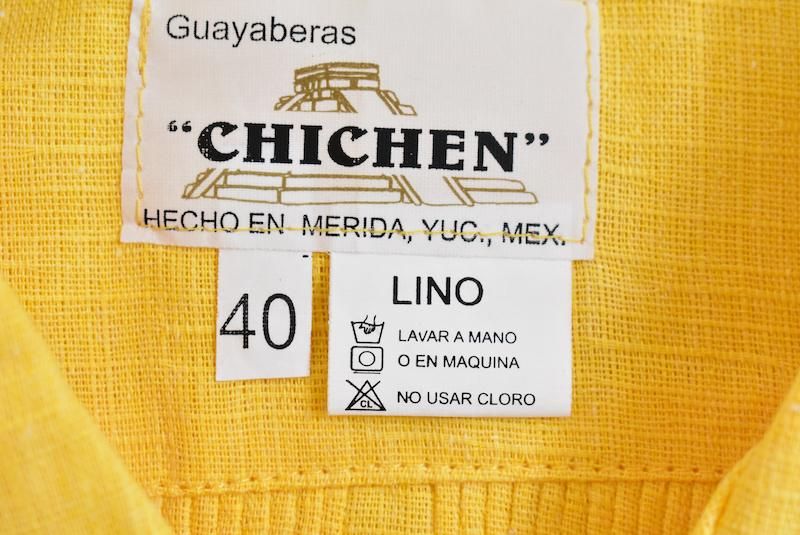 Guayaberas
“CHICHEN”
HECHO EN MERIDA, YUC., MEX.
40
LINO
LAVAR A MANO
O EN MAQUINA
CL
NO USAR CLORO